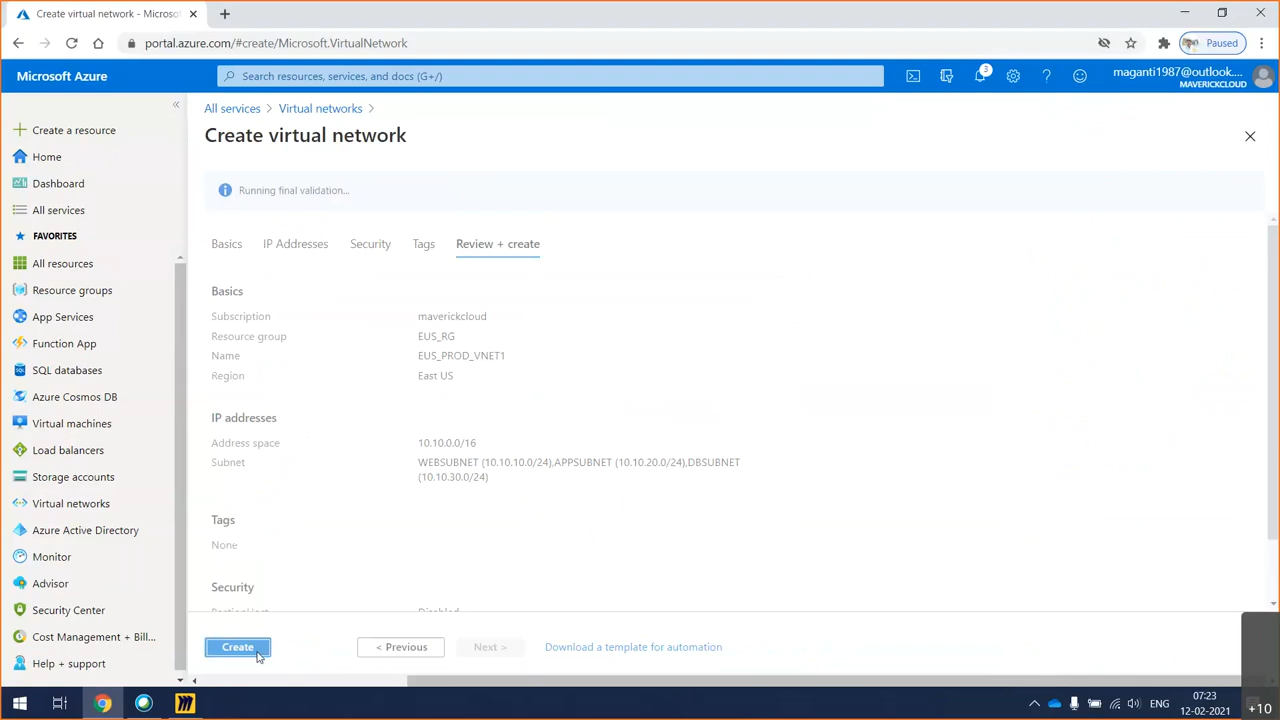 Create virtual network - Microso
portal.azure.com/#create/Microsoft.VirtualNetwork
Paused
Microsoft Azure
Search resources, services, and docs (G+/)
3
maganti1987@outlook....
MAVERICKCLOUD
Create a resource
Home
Dashboard
All services
FAVORITES
All resources
Resource groups
App Services
Function App
SQL databases
Azure Cosmos DB
Virtual machines
Load balancers
Storage accounts
Virtual networks
Azure Active Directory
Monitor
Advisor
Security Center
Cost Management + Bill...
Help + support
All services > Virtual networks >
Create virtual network
Running final validation...
Basics IP Addresses Security Tags Review + create
Basics
Subscription maverickcloud
Resource group EUS_RG
Name EUS_PROD_VNET1
Region East US
IP addresses
Address space 10.10.0.0/16
Subnet WEBSUBNET (10.10.10.0/24),APPSUBNET (10.10.20.0/24),DBSUBNET
(10.10.30.0/24)
Tags
None
Security
BastionHost Disabled
Create < Previous Next > Download a template for automation
ENG
07:23
12-02-2021
+10